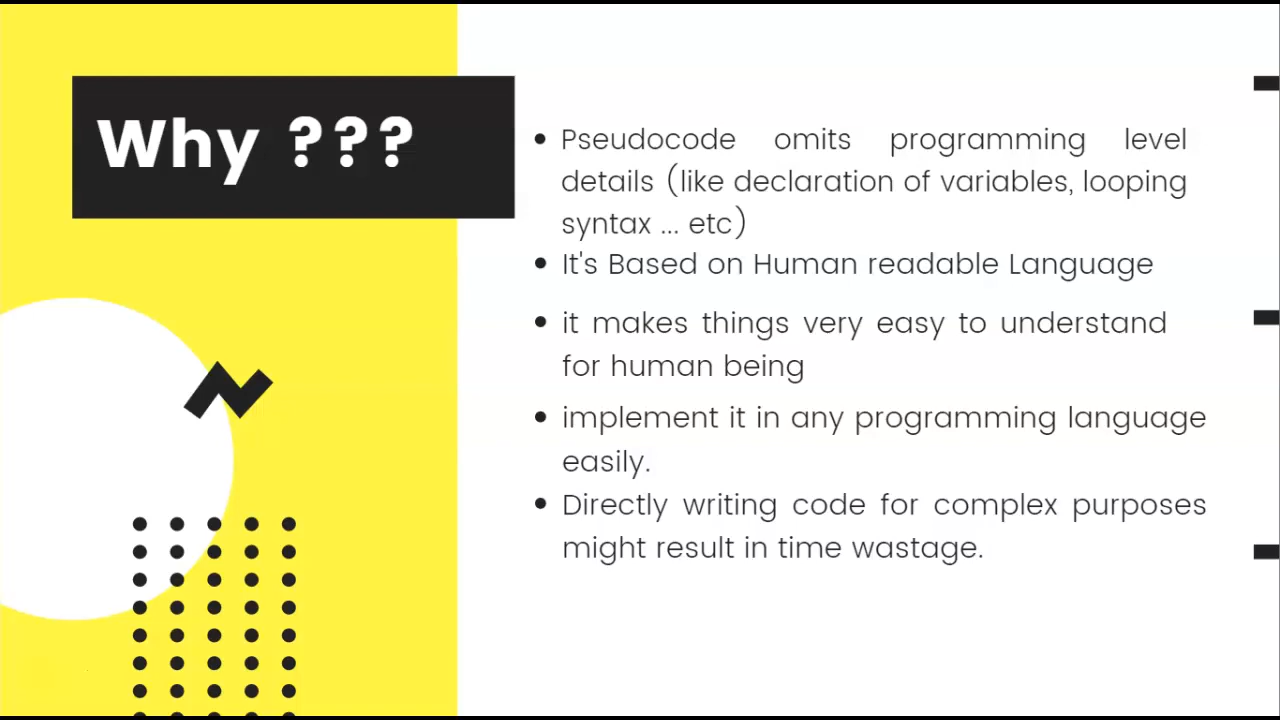 Why ???
Pseudocode omits programming level
details (like declaration of variables, looping
syntax ... etc)
It's Based on Human readable Language
it makes things very easy to understand
for human being
implement it in any programming language
easily.
Directly writing code for complex purposes
might result in time wastage.